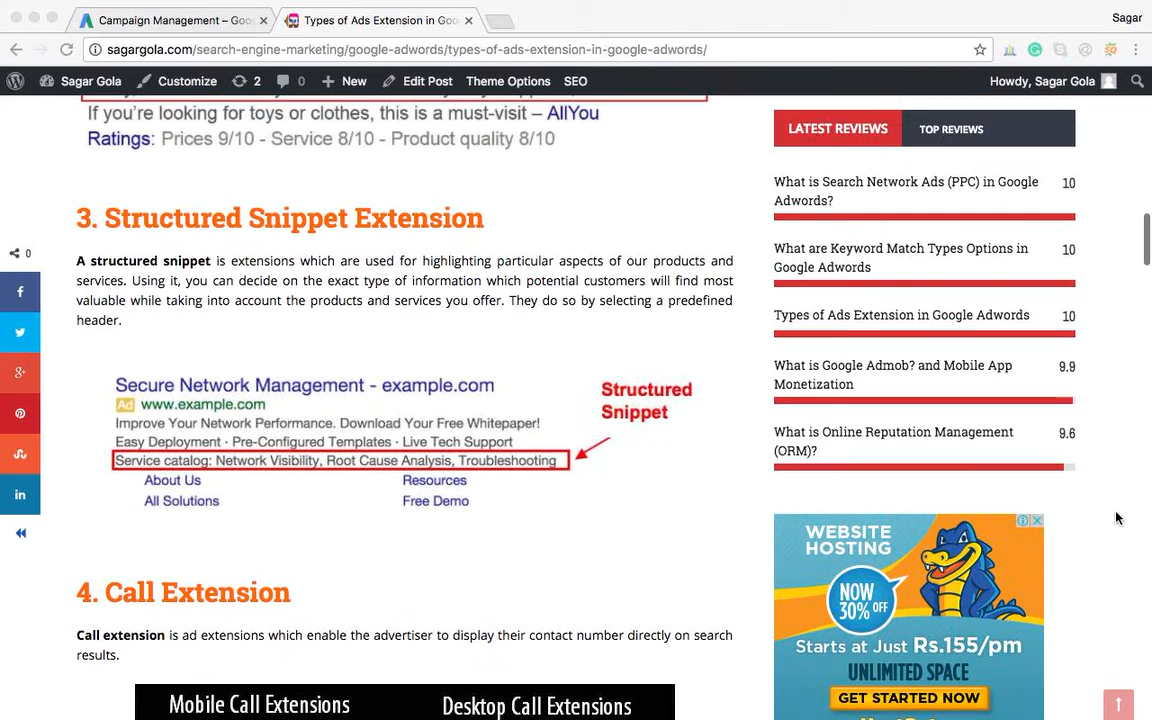 Campaign Management – Goo
Types of Ads Extension in Goo
Sagar
sagargola.com/search-engine-marketing/google-adwords/types-of-ads-extension-in-google-adwords/
Sagar Gola
Customize
2
0
New
Edit Post
Theme Options
SEO
Howdy, Sagar Gola
If you're looking for toys or clothes, this is a must-visit – AllYou
Ratings: Prices 9/10 - Service 8/10 - Product quality 8/10
3. Structured Snippet Extension
A structured snippet is extensions which are used for highlighting particular aspects of our products and
services. Using it, you can decide on the exact type of information which potential customers will find most
valuable while taking into account the products and services you offer. They do so by selecting a predefined
header.
0
Secure Network Management - example.com
Ad www.example.com
Improve Your Network Performance. Download Your Free Whitepaper!
Easy Deployment · Pre-Configured Templates · Live Tech Support
Service catalog: Network Visibility, Root Cause Analysis, Troubleshooting
About Us
Resources
All Solutions
Free Demo
Structured
Snippet
4. Call Extension
Call extension is ad extensions which enable the advertiser to display their contact number directly on search
results.
Mobile Call Extensions
Desktop Call Extensions
LATEST REVIEWS
TOP REVIEWS
What is Search Network Ads (PPC) in Google
Adwords?
10
What are Keyword Match Types Options in
Google Adwords
10
Types of Ads Extension in Google Adwords
10
What is Google Admob? and Mobile App
Monetization
9.9
What is Online Reputation Management
(ORM)?
9.6
WEBSITE
HOSTING
NOW
30% OFF
Starts at Just Rs.155/pm
UNLIMITED SPACE
GET STARTED NOW